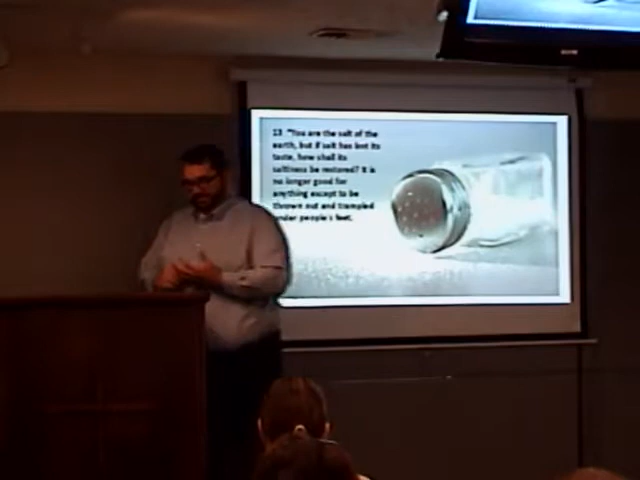 13 "You are the salt of the
earth, but if salt has lost its
taste, how shall its
saltiness be restored? It is
no longer good for
anything except to be
thrown out and trampled
under people's feet.